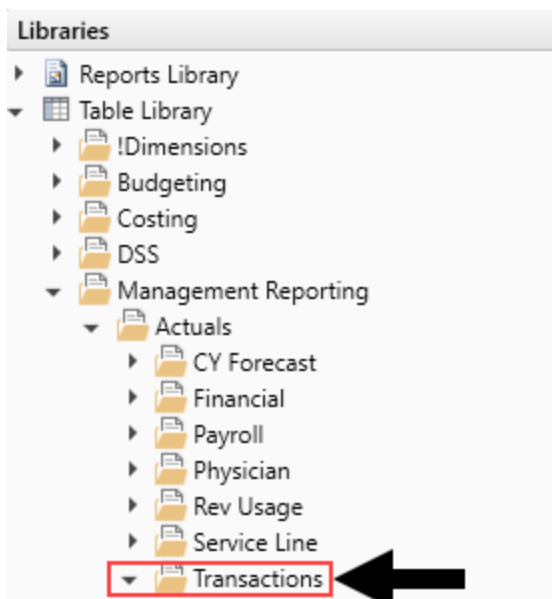 Libraries
Reports Library
Table Library
!Dimensions
Budgeting
Costing
DSS
Management Reporting
Actuals
CY Forecast
Financial
Payroll
Physician
Rev Usage
Service Line
Transactions